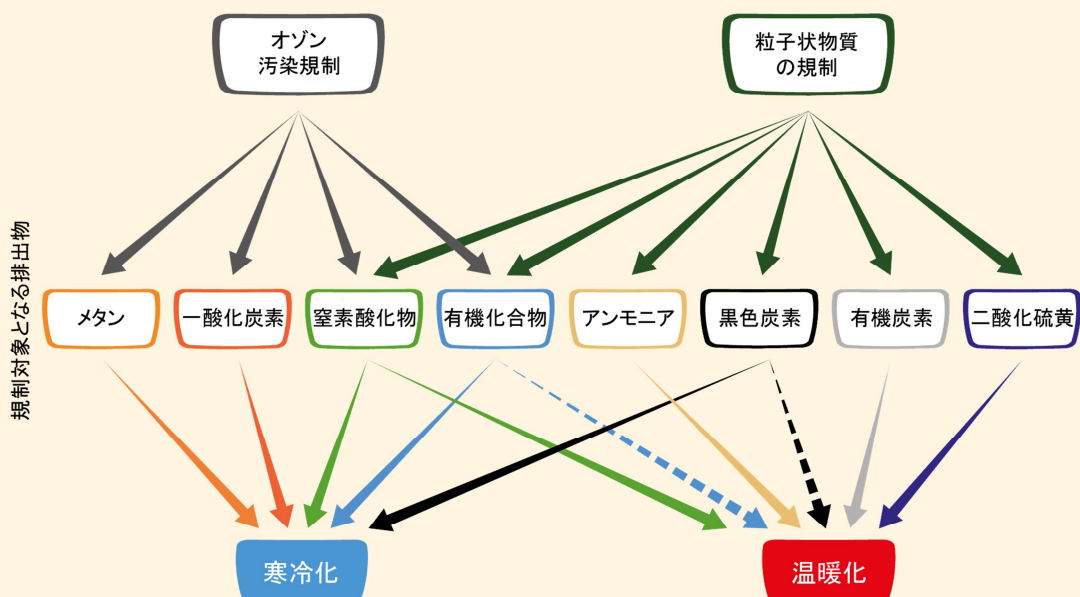 オゾン
汚染規制
粒子状物質
の規制
規制対象となる排出物
メタン
一酸化炭素
窒素酸化物
有機化合物
アンモニア
黒色炭素
有機炭素
二酸化硫黄
寒冷化
温暖化